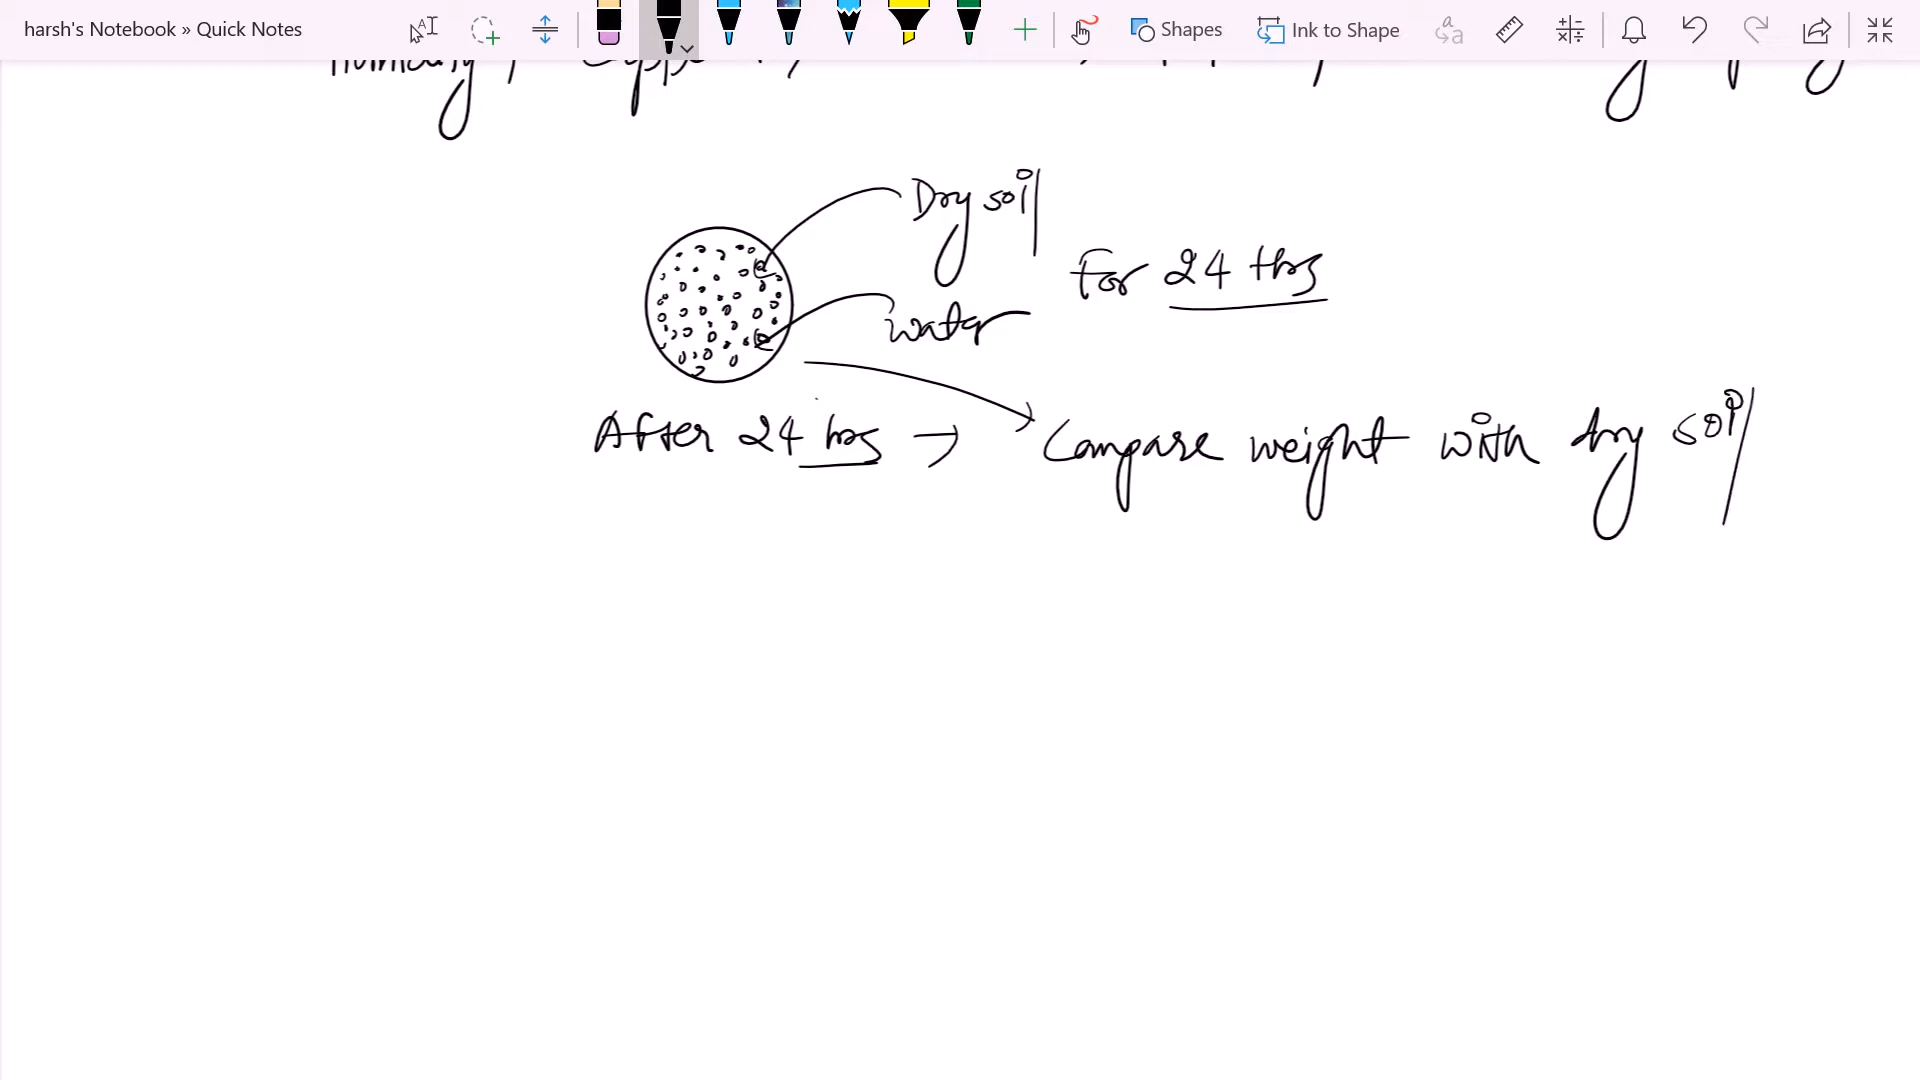 harsh's Notebook » Quick Notes
Shapes
Ink to Shape
Dry soil
For 24 hrs
water
After 24 hrs → Compare weight with dry soil